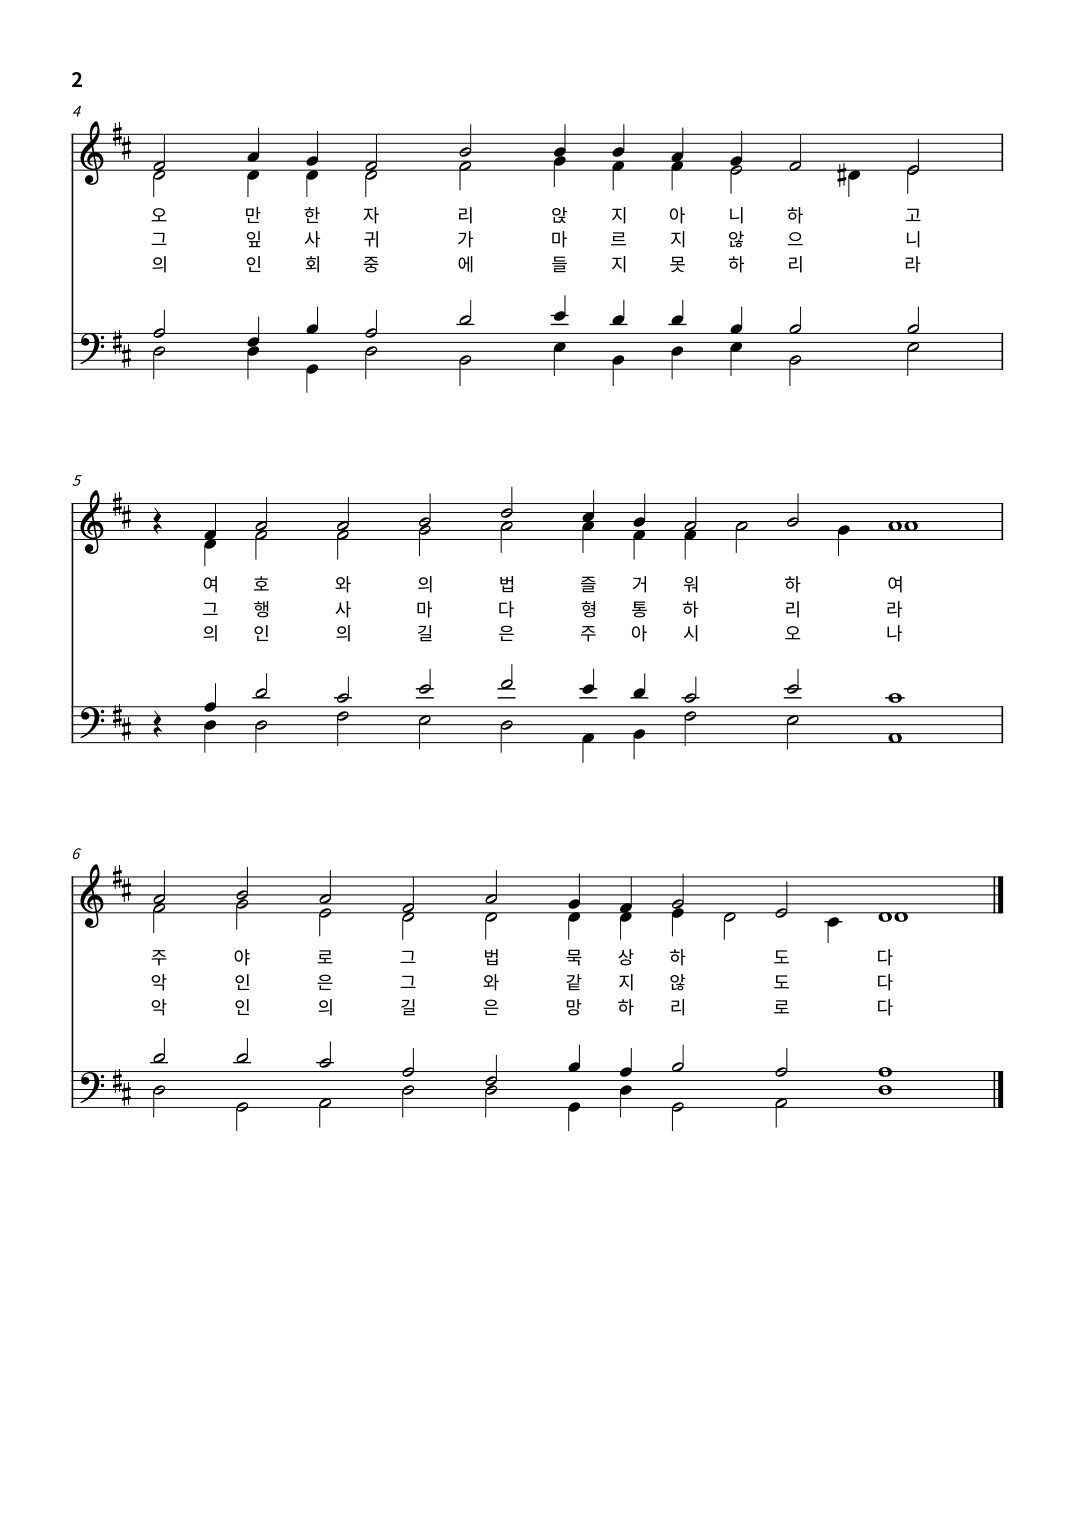 2
4
오 만 한 자 리 앉 지 아 니 하 고
그 잎 사 귀 가 마 르 지 않 으 니
의 인 회 중 에 들 지 못 하 리 라
5
여 호 와 의 법 즐 거 워 하 여
그 행 사 마 다 형 통 하 리 라
의 인 의 길 은 주 아 시 오 나
6
주 야 로 그 법 묵 상 하 도 다
악 인 은 그 와 같 지 않 도 다
악 인 의 길 은 망 하 리 로 다